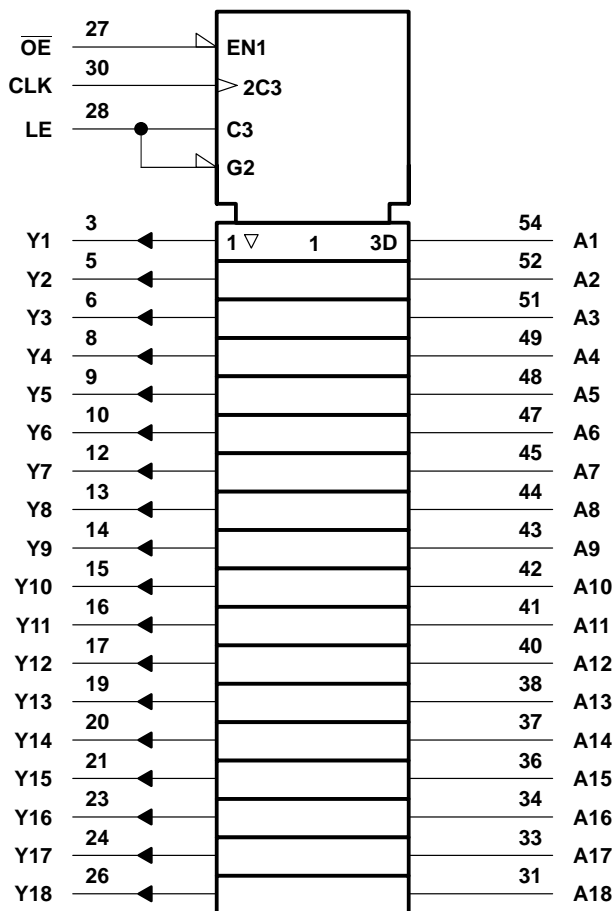 OE 27 EN1
CLK 30 2C3
LE 28 C3
G2
Y1 3 1 ▽ 1 3D 54 A1
Y2 5 52 A2
Y3 6 51 A3
Y4 8 49 A4
Y5 9 48 A5
Y6 10 47 A6
Y7 12 45 A7
Y8 13 44 A8
Y9 14 43 A9
Y10 15 42 A10
Y11 16 41 A11
Y12 17 40 A12
Y13 19 38 A13
Y14 20 37 A14
Y15 21 36 A15
Y16 23 34 A16
Y17 24 33 A17
Y18 26 31 A18